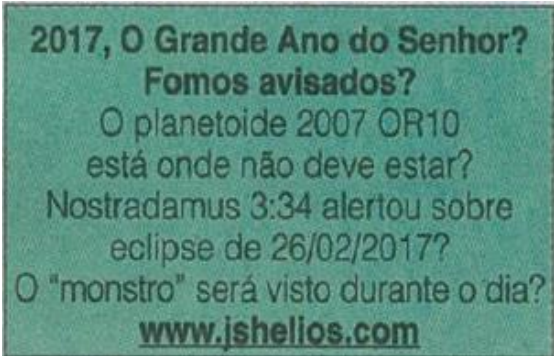 2017, O Grande Ano do Senhor?
Fomos avisados?
O planetoide 2007 OR10
está onde não deve estar?
Nostradamus 3:34 alertou sobre
eclipse de 26/02/2017?
O "monstro" será visto durante o dia?
www.jshelios.com